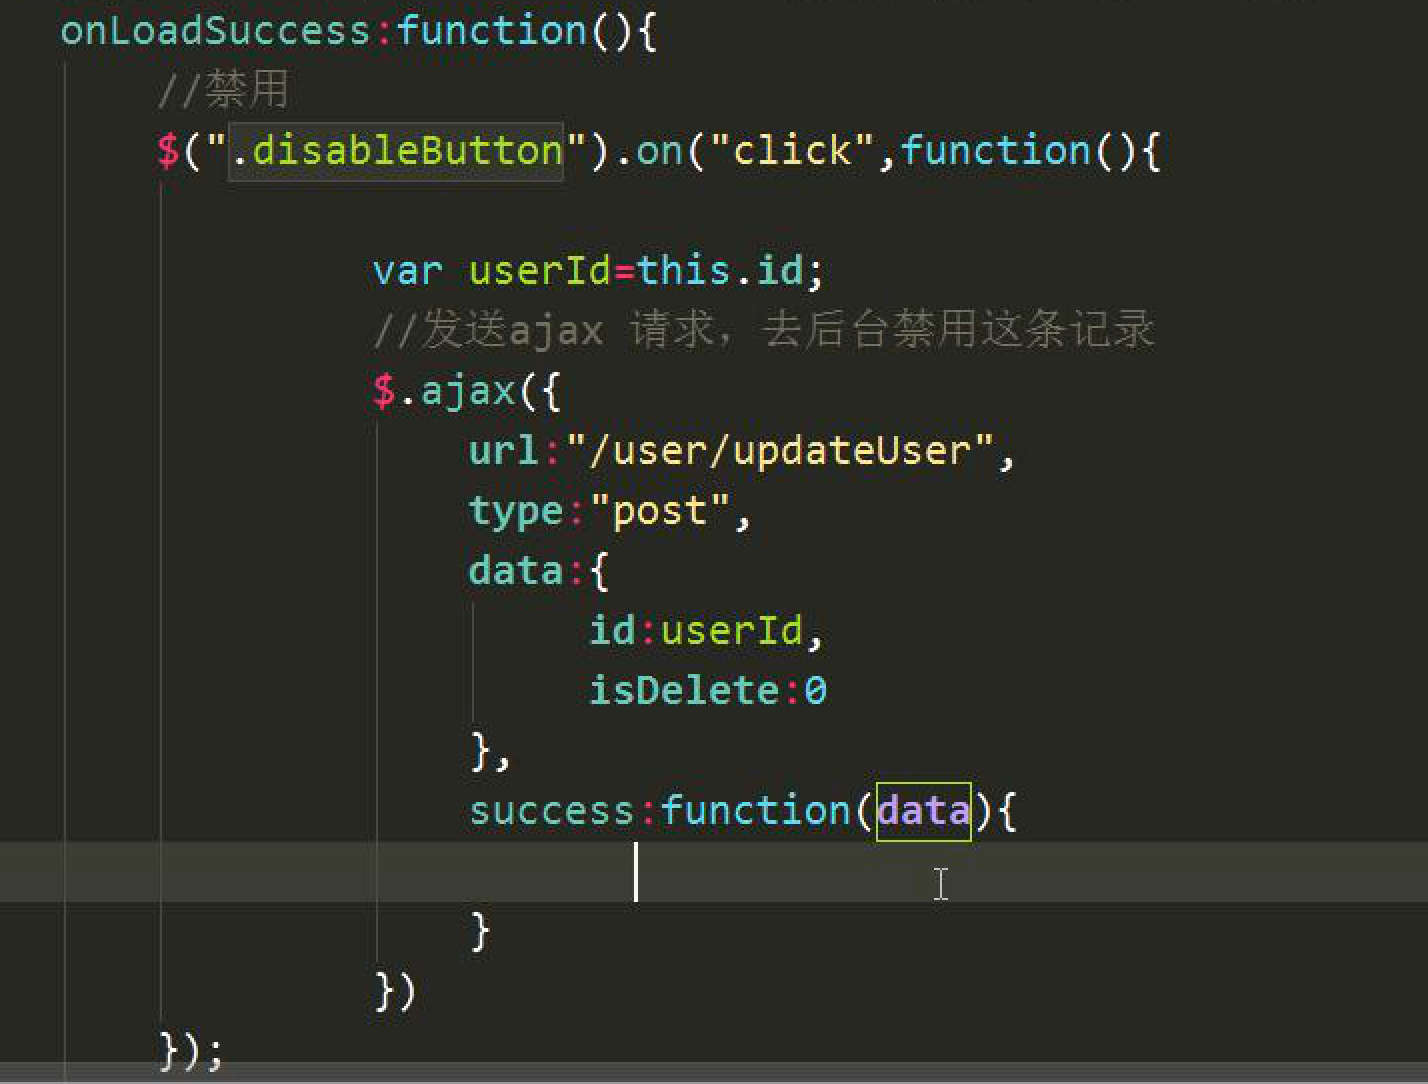 onLoadSuccess:function(){
//禁用
$(".disableButton").on("click",function(){
var userId=this.id;
//发送ajax 请求，去后台禁用这条记录
$.ajax({
url:"/user/updateUser",
type:"post",
data:{
id:userId,
isDelete:0
},
success:function(data){
}
})
});